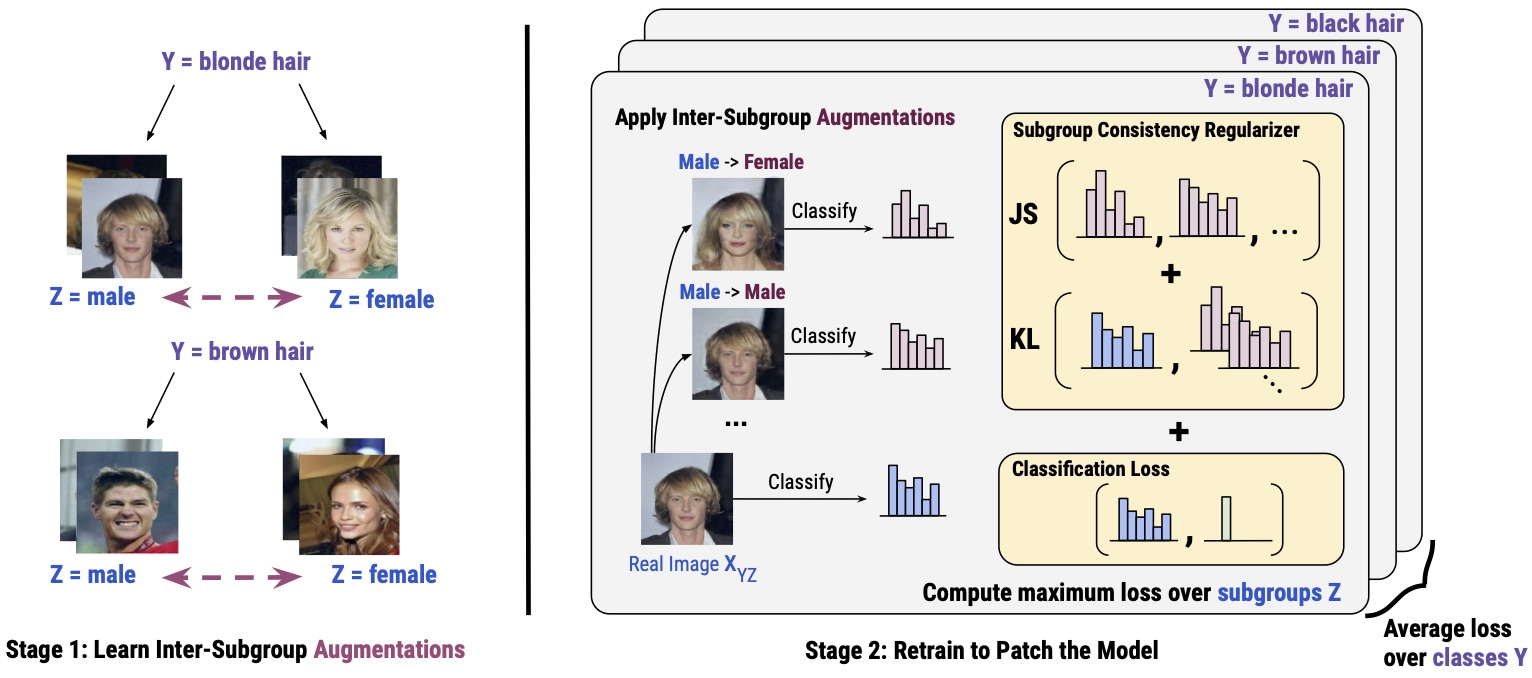 Y = blonde hair
Z = male
Z = female
Y = brown hair
Z = male
Z = female
Stage 1: Learn Inter-Subgroup Augmentations
Y = black hair
Y = brown hair
Y = blonde hair
Apply Inter-Subgroup Augmentations
Male -> Female
Classify
Male -> Male
Classify
...
Classify
Real Image XYZ
Subgroup Consistency Regularizer
JS
, , ...
+
KL
,
+
Classification Loss
,
Compute maximum loss over subgroups Z
Stage 2: Retrain to Patch the Model
Average loss
over classes Y